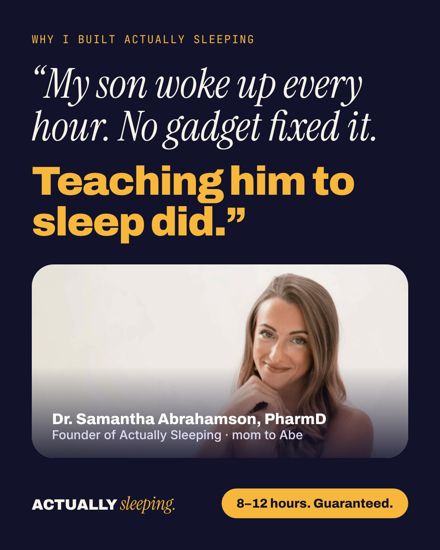 WHY I BUILT ACTUALLY SLEEPING
“My son woke up every
hour. No gadget fixed it.
Teaching him to
sleep did.”
Dr. Samantha Abrahamson, PharmD
Founder of Actually Sleeping · mom to Abe
ACTUALLY sleeping.
8–12 hours. Guaranteed.